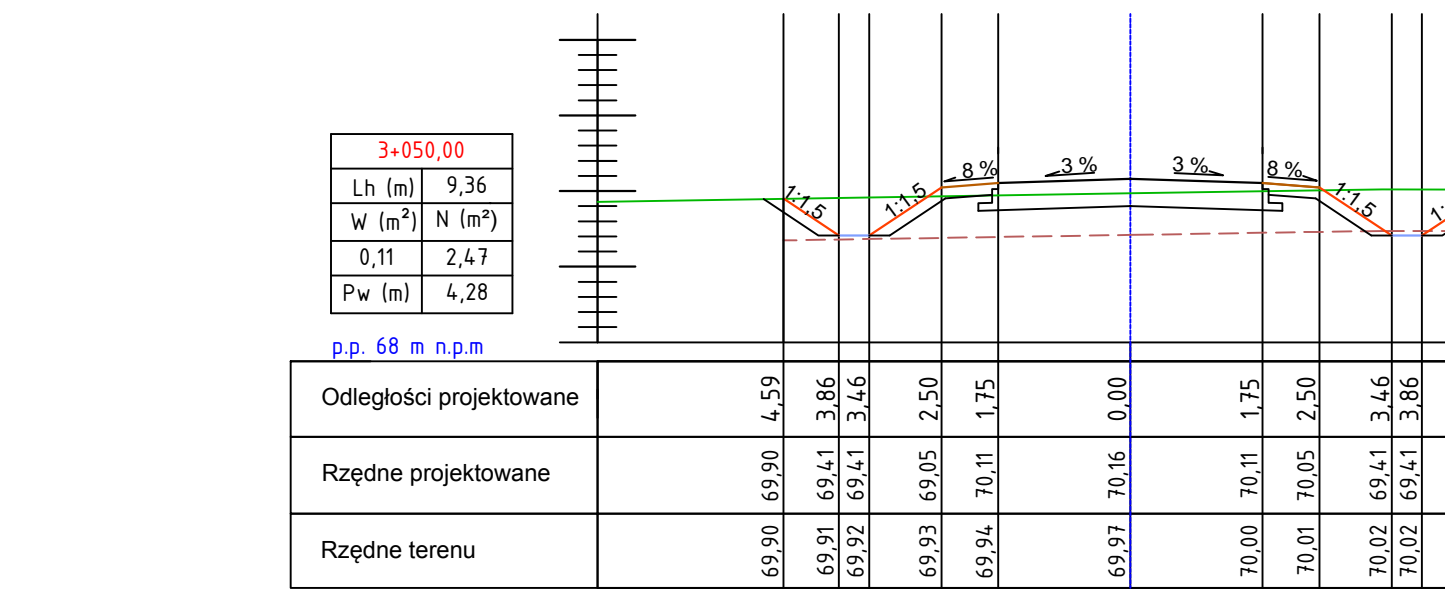 3+050,00
Lh (m) 9,36
W (m²) N (m²)
0,11 2,47
Pw (m) 4,28
p.p. 68 m n.p.m
1:1,5 1:1,5 8 % 3 % 3 % 8 % 1:1,5 1:
Odległości projektowane 4,59 3,86 3,46 2,50 1,75 0,00 1,75 2,50 3,46 3,86
Rzędne projektowane 69,90 69,41 69,41 69,05 70,11 70,16 70,11 70,05 69,41 69,41
Rzędne terenu 69,90 69,91 69,92 69,93 69,94 69,97 70,00 70,01 70,02 70,02